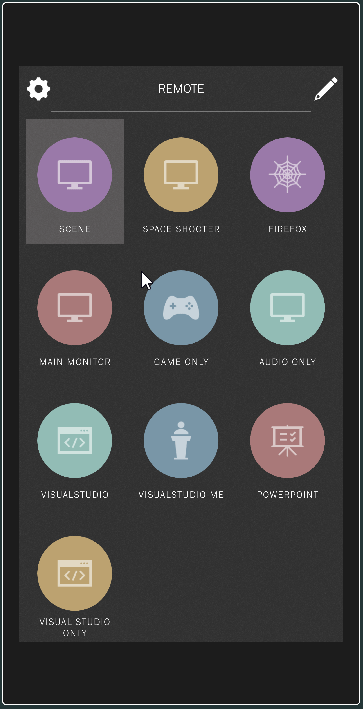 REMOTE
SCENE
SPACE SHOOTER
FIREFOX
MAIN MONITOR
GAME ONLY
AUDIO ONLY
VISUALSTUDIO
VISUALSTUDIO ME
POWERPOINT
VISUAL STUDIO
ONLY